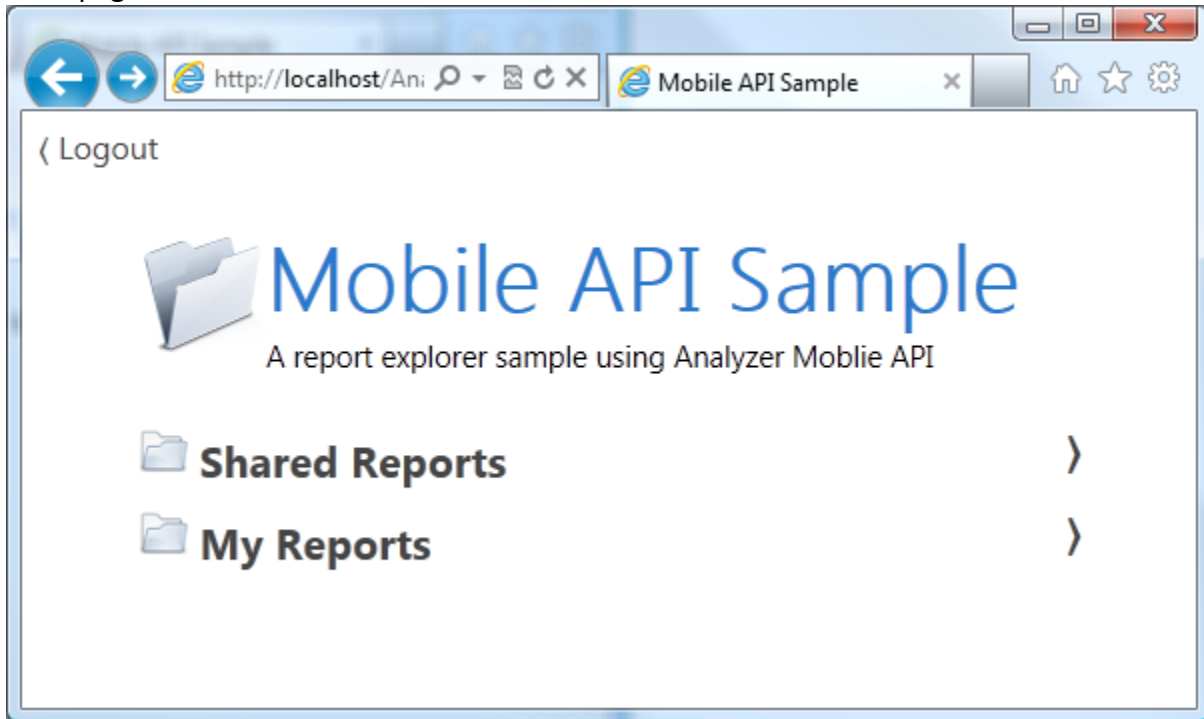 http://localhost/Ana
Mobile API Sample
⟨ Logout
Mobile API Sample
A report explorer sample using Analyzer Moblie API
Shared Reports ⟩
My Reports ⟩